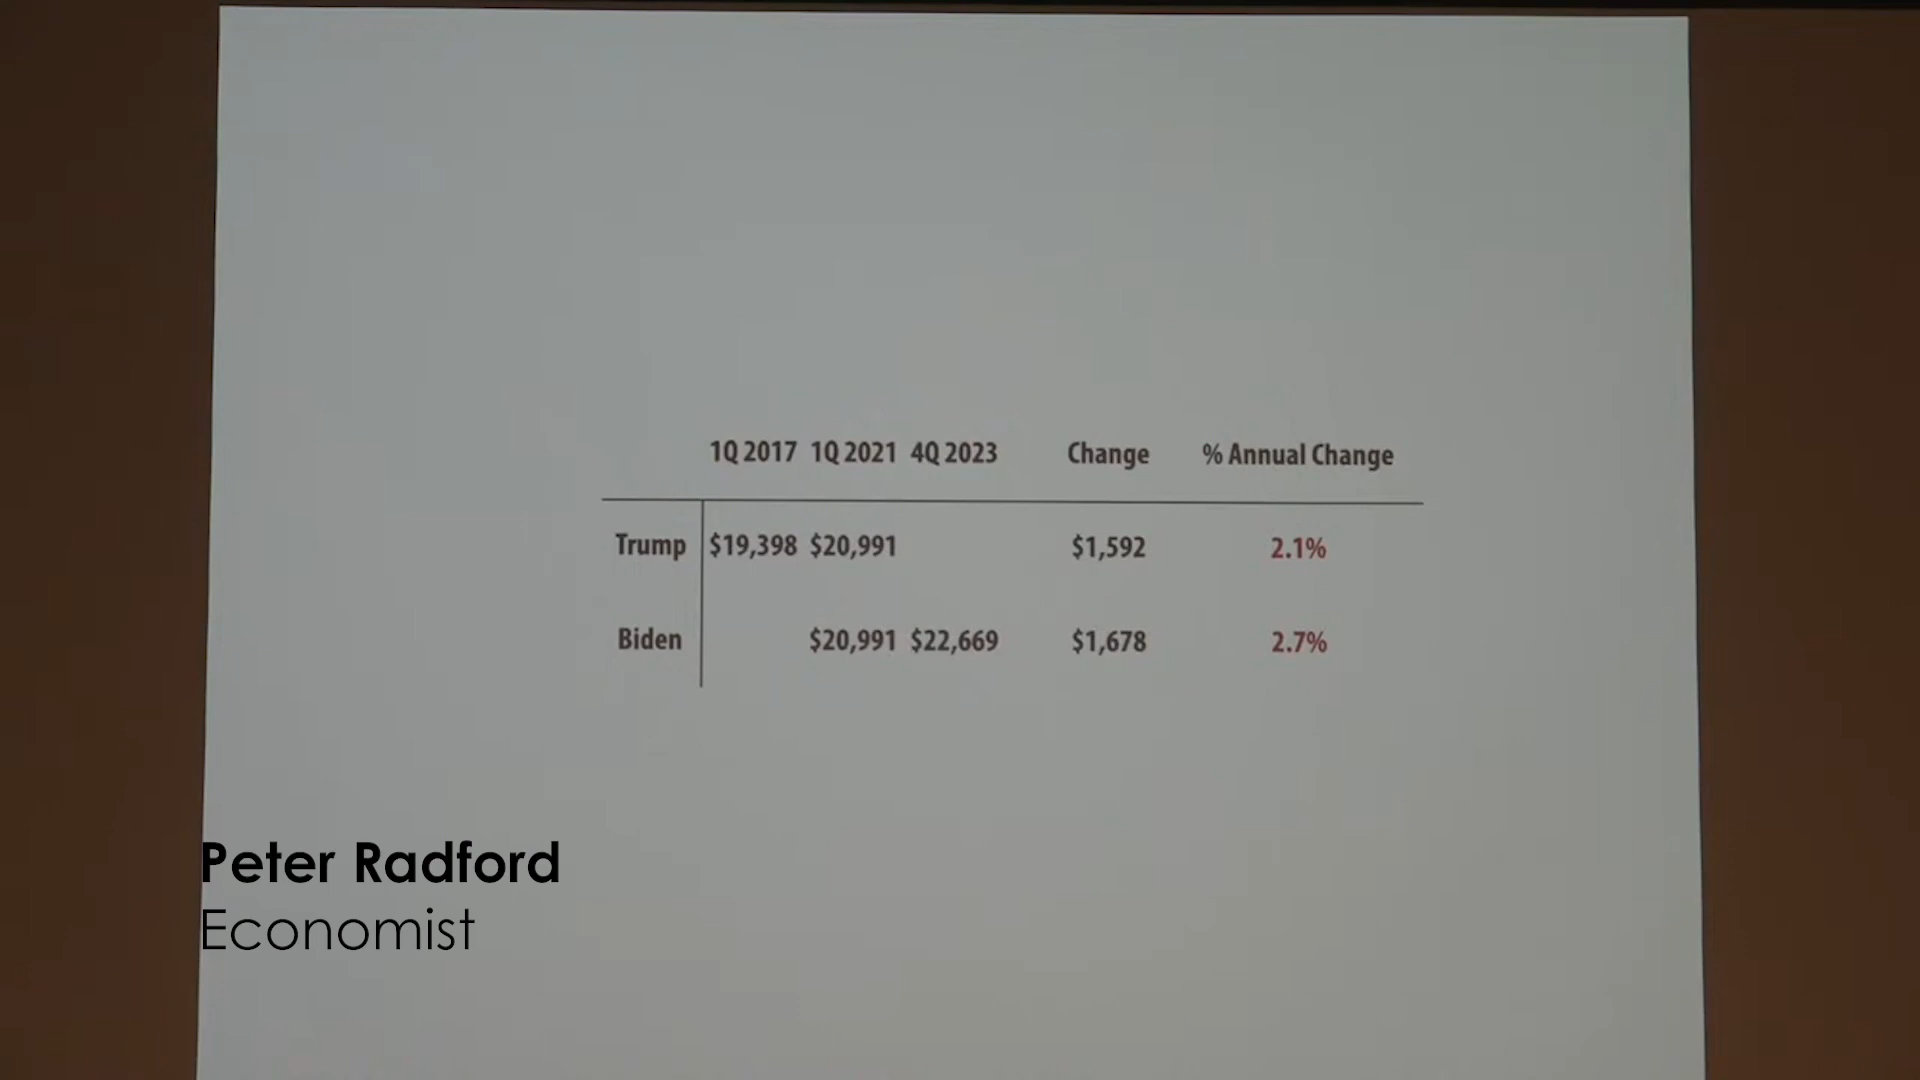 1Q 2017 1Q 2021 4Q 2023 Change % Annual Change
Trump $19,398 $20,991 $1,592 2.1%
Biden $20,991 $22,669 $1,678 2.7%
Peter Radford
Economist